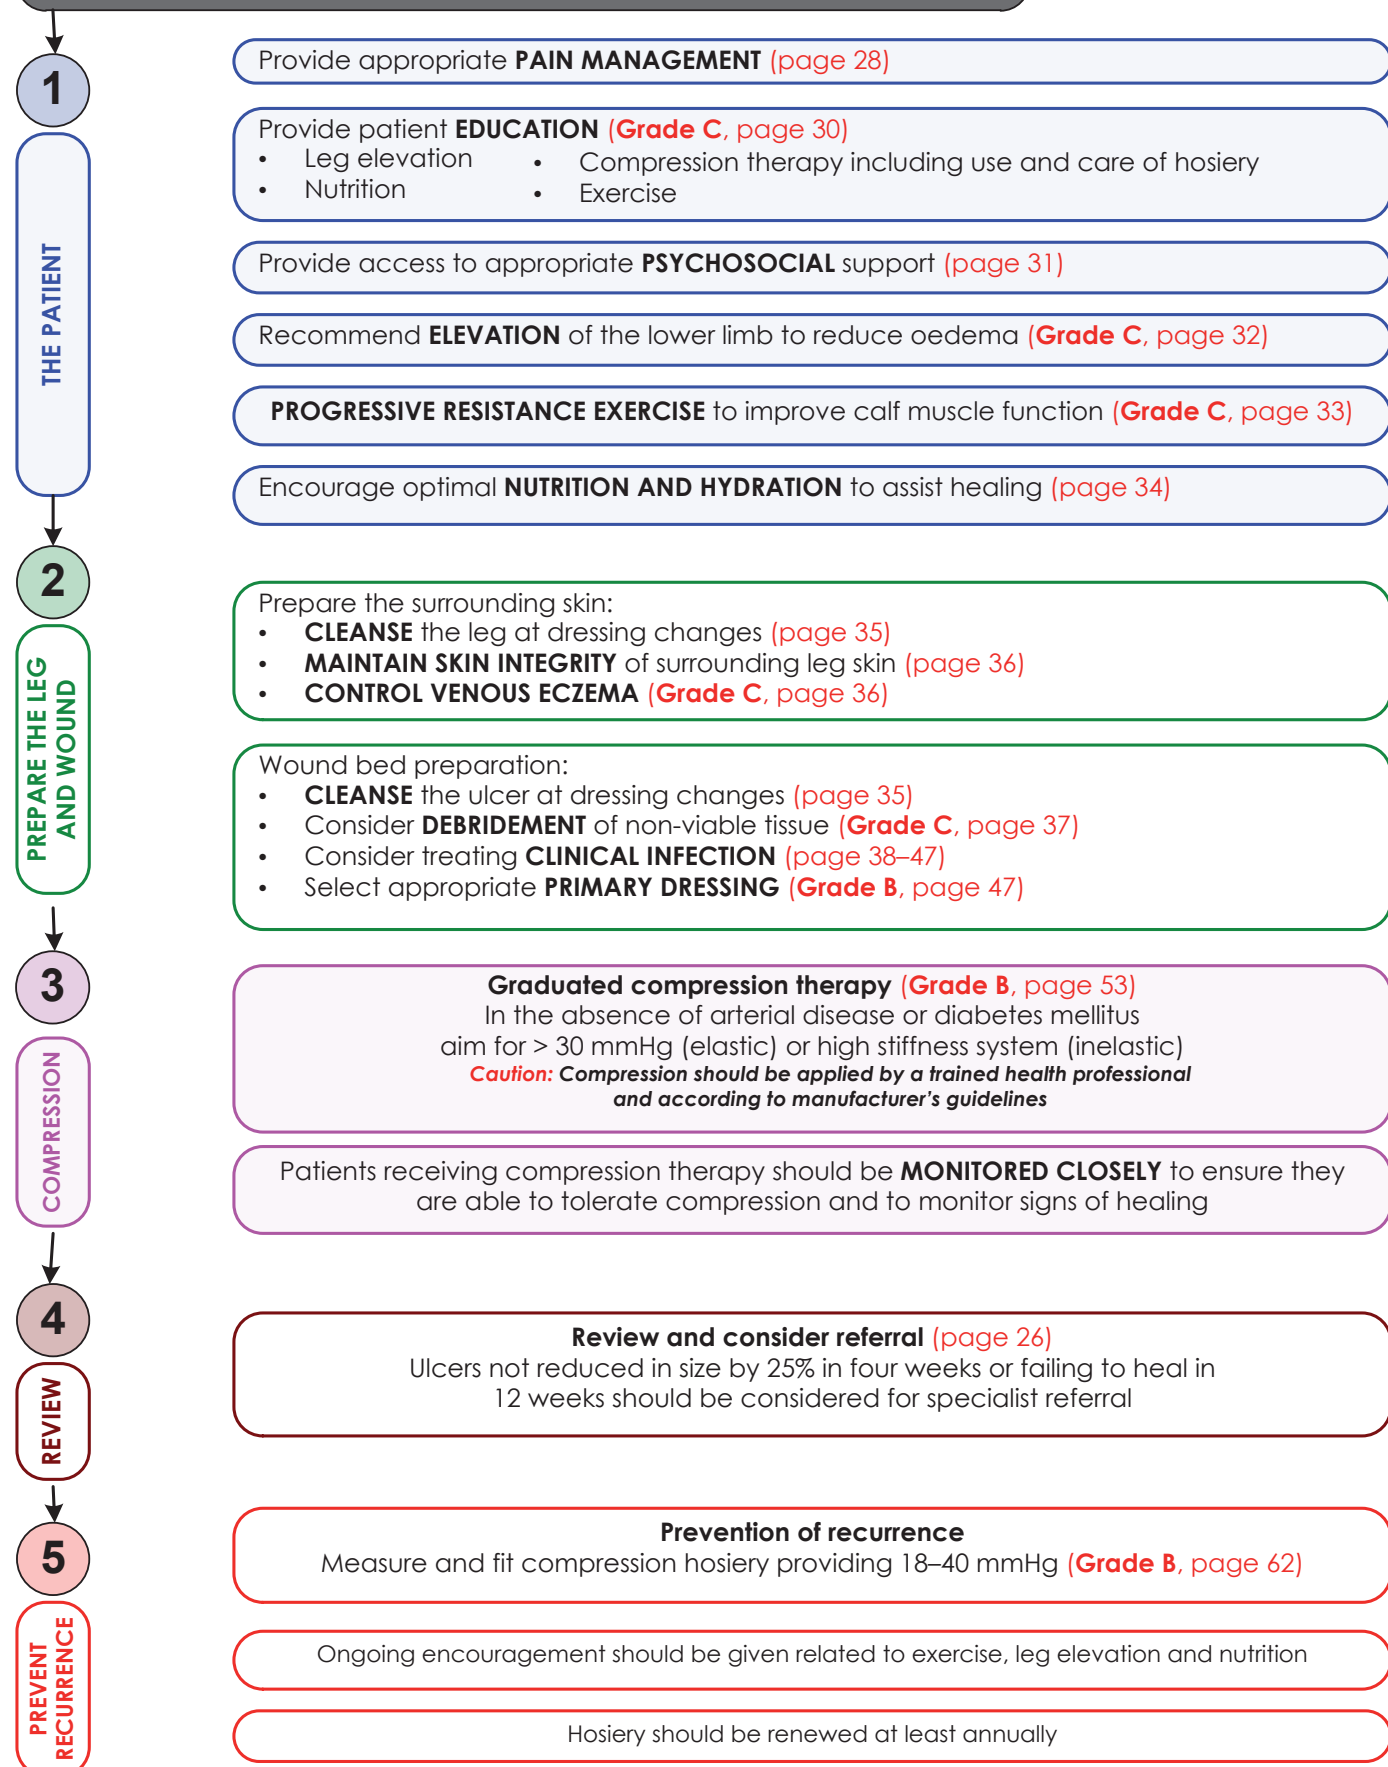 1
THE PATIENT
Provide appropriate PAIN MANAGEMENT (page 28)
Provide patient EDUCATION (Grade C, page 30)
• Leg elevation • Compression therapy including use and care of hosiery
• Nutrition • Exercise
Provide access to appropriate PSYCHOSOCIAL support (page 31)
Recommend ELEVATION of the lower limb to reduce oedema (Grade C, page 32)
PROGRESSIVE RESISTANCE EXERCISE to improve calf muscle function (Grade C, page 33)
Encourage optimal NUTRITION AND HYDRATION to assist healing (page 34)
2
PREPARE THE LEG
AND WOUND
Prepare the surrounding skin:
• CLEANSE the leg at dressing changes (page 35)
• MAINTAIN SKIN INTEGRITY of surrounding leg skin (page 36)
• CONTROL VENOUS ECZEMA (Grade C, page 36)
Wound bed preparation:
• CLEANSE the ulcer at dressing changes (page 35)
• Consider DEBRIDEMENT of non-viable tissue (Grade C, page 37)
• Consider treating CLINICAL INFECTION (page 38–47)
• Select appropriate PRIMARY DRESSING (Grade B, page 47)
3
COMPRESSION
Graduated compression therapy (Grade B, page 53)
In the absence of arterial disease or diabetes mellitus
aim for > 30 mmHg (elastic) or high stiffness system (inelastic)
Caution: Compression should be applied by a trained health professional
and according to manufacturer's guidelines
Patients receiving compression therapy should be MONITORED CLOSELY to ensure they
are able to tolerate compression and to monitor signs of healing
4
REVIEW
Review and consider referral (page 26)
Ulcers not reduced in size by 25% in four weeks or failing to heal in
12 weeks should be considered for specialist referral
5
PREVENT
RECURRENCE
Prevention of recurrence
Measure and fit compression hosiery providing 18–40 mmHg (Grade B, page 62)
Ongoing encouragement should be given related to exercise, leg elevation and nutrition
Hosiery should be renewed at least annually